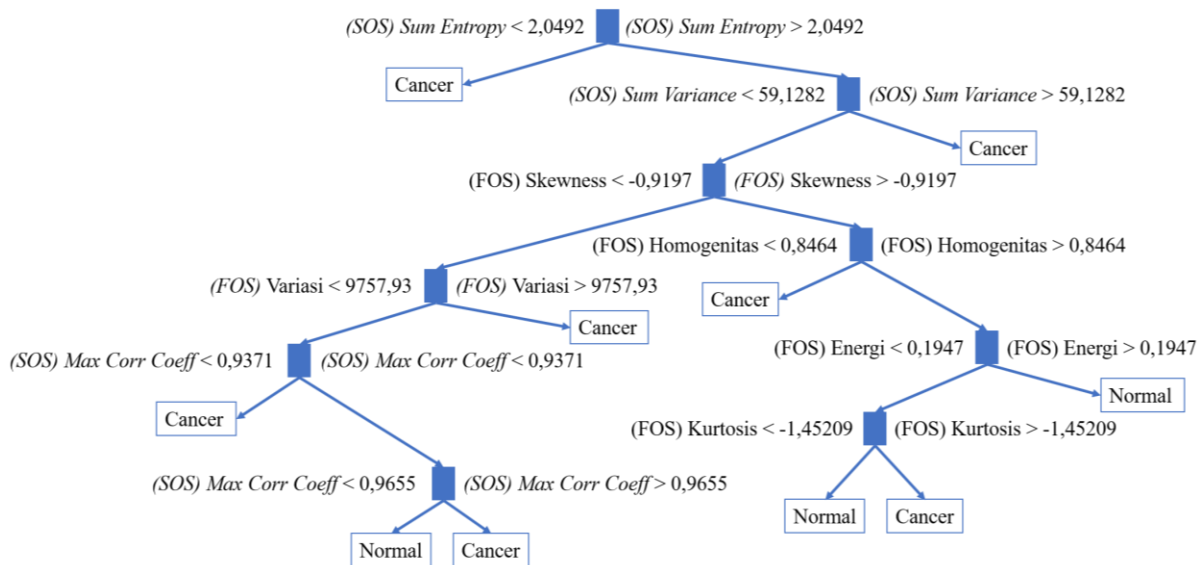 (SOS) Sum Entropy < 2,0492 (SOS) Sum Entropy > 2,0492
Cancer
(SOS) Sum Variance < 59,1282 (SOS) Sum Variance > 59,1282
Cancer
(FOS) Skewness < -0,9197 (FOS) Skewness > -0,9197
(FOS) Homogenitas < 0,8464 (FOS) Homogenitas > 0,8464
(FOS) Variasi < 9757,93 (FOS) Variasi > 9757,93
Cancer
Cancer
(SOS) Max Corr Coeff < 0,9371 (SOS) Max Corr Coeff < 0,9371
(FOS) Energi < 0,1947 (FOS) Energi > 0,1947
Normal
Cancer
(FOS) Kurtosis < -1,45209 (FOS) Kurtosis > -1,45209
(SOS) Max Corr Coeff < 0,9655 (SOS) Max Corr Coeff > 0,9655
Normal Cancer
Normal Cancer